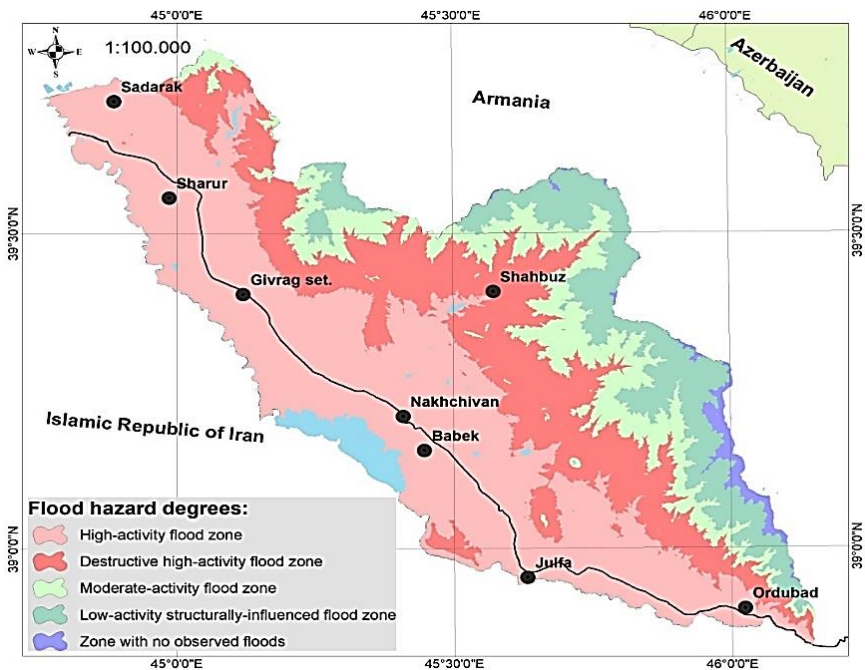 45°0'0"E 45°30'0"E 46°0'0"E
N
W E
S
1:100.000
Azerbaijan
Sadarak
Armania
Sharur
39°30'0"N 39°30'0"N
Givrag set.
Shahbuz
Nakhchivan
Islamic Republic of Iran
Babek
Flood hazard degrees:
High-activity flood zone
Destructive high-activity flood zone
Moderate-activity flood zone
Low-activity structurally-influenced flood zone
Zone with no observed floods
39°0'0"N 39°0'0"N
Julfa
Ordubad
45°0'0"E 45°30'0"E 46°0'0"E